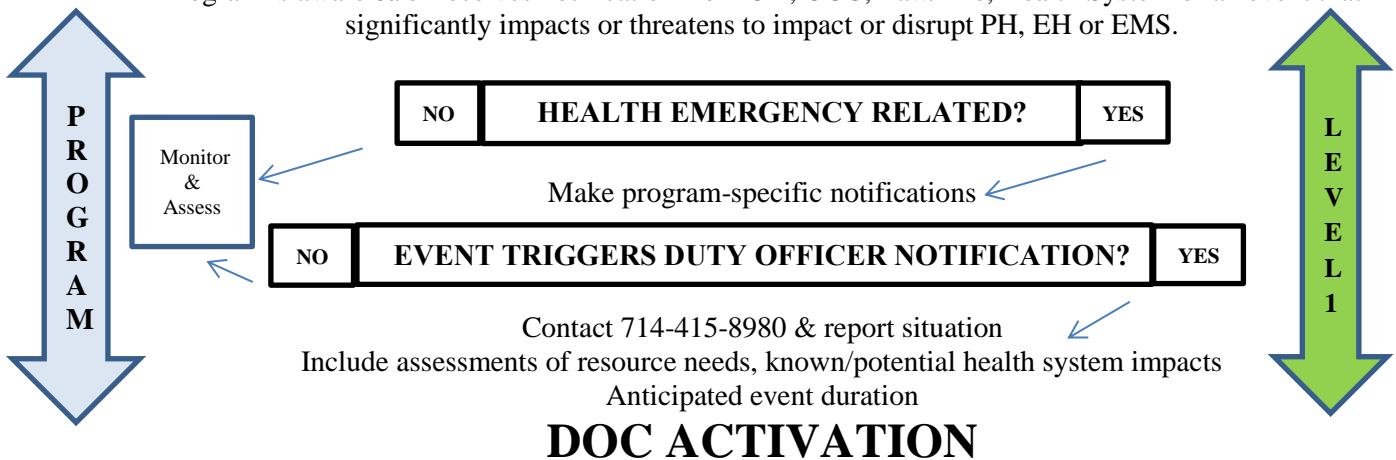 significantly impacts or threatens to impact or disrupt PH, EH or EMS.
PROGRAM
NO
HEALTH EMERGENCY RELATED?
YES
LEVEL1
Monitor
&
Assess
Make program-specific notifications
NO
EVENT TRIGGERS DUTY OFFICER NOTIFICATION?
YES
Contact 714-415-8980 & report situation
Include assessments of resource needs, known/potential health system impacts
Anticipated event duration
DOC ACTIVATION